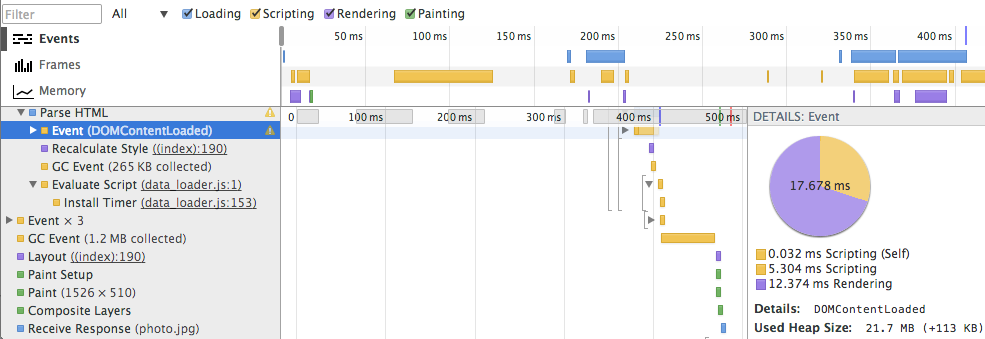 Filter All Loading Scripting Rendering Painting
Events
Frames
Memory
50 ms 100 ms 150 ms 200 ms 250 ms 300 ms 350 ms 400 ms
Parse HTML
Event (DOMContentLoaded)
Recalculate Style ((index):190)
GC Event (265 KB collected)
Evaluate Script (data_loader.js:1)
Install Timer (data_loader.js:153)
Event × 3
GC Event (1.2 MB collected)
Layout ((index):190)
Paint Setup
Paint (1526 × 510)
Composite Layers
Receive Response (photo.jpg)
0 100 ms 200 ms 300 ms 400 ms 500 ms
DETAILS: Event
17.678 ms
0.032 ms Scripting (Self)
5.304 ms Scripting
12.374 ms Rendering
Details: DOMContentLoaded
Used Heap Size: 21.7 MB (+113 KB)